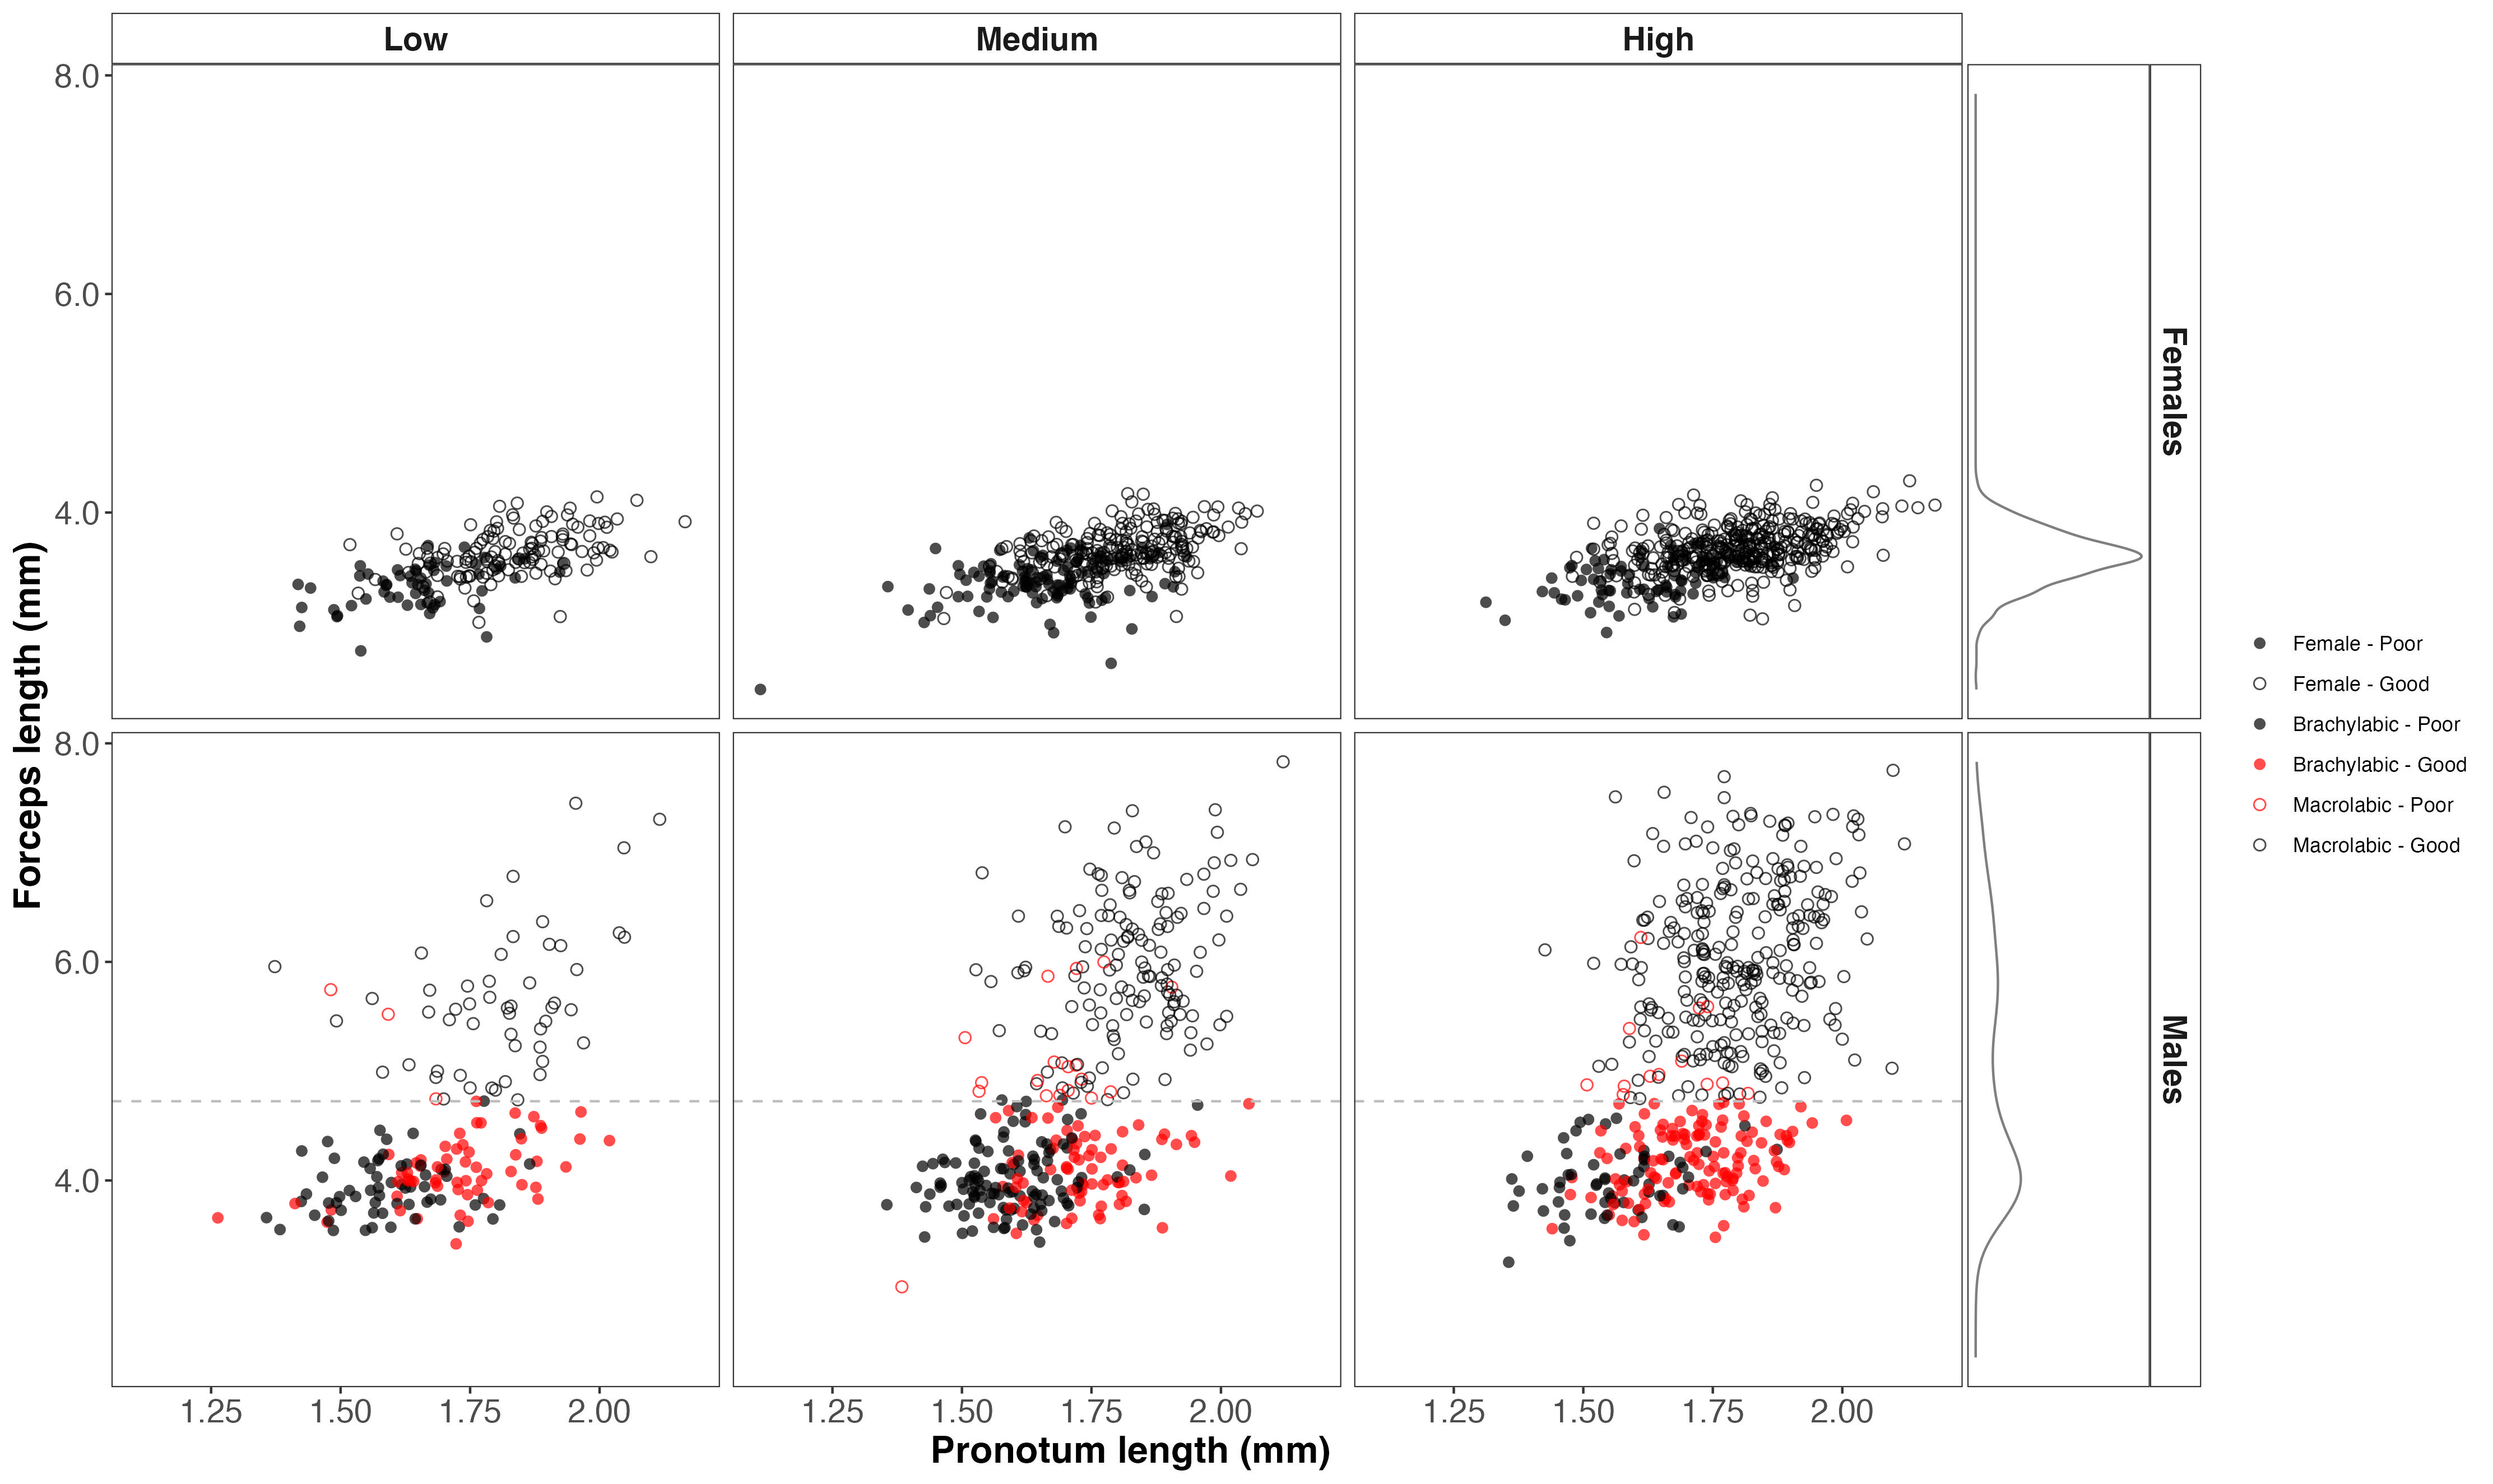 Low Medium High
8.0
6.0
4.0
Females
8.0
6.0
4.0
Males
Forceps length (mm)
1.25 1.50 1.75 2.00 1.25 1.50 1.75 2.00 1.25 1.50 1.75 2.00
Pronotum length (mm)
Female - Poor
Female - Good
Brachylabic - Poor
Brachylabic - Good
Macrolabic - Poor
Macrolabic - Good